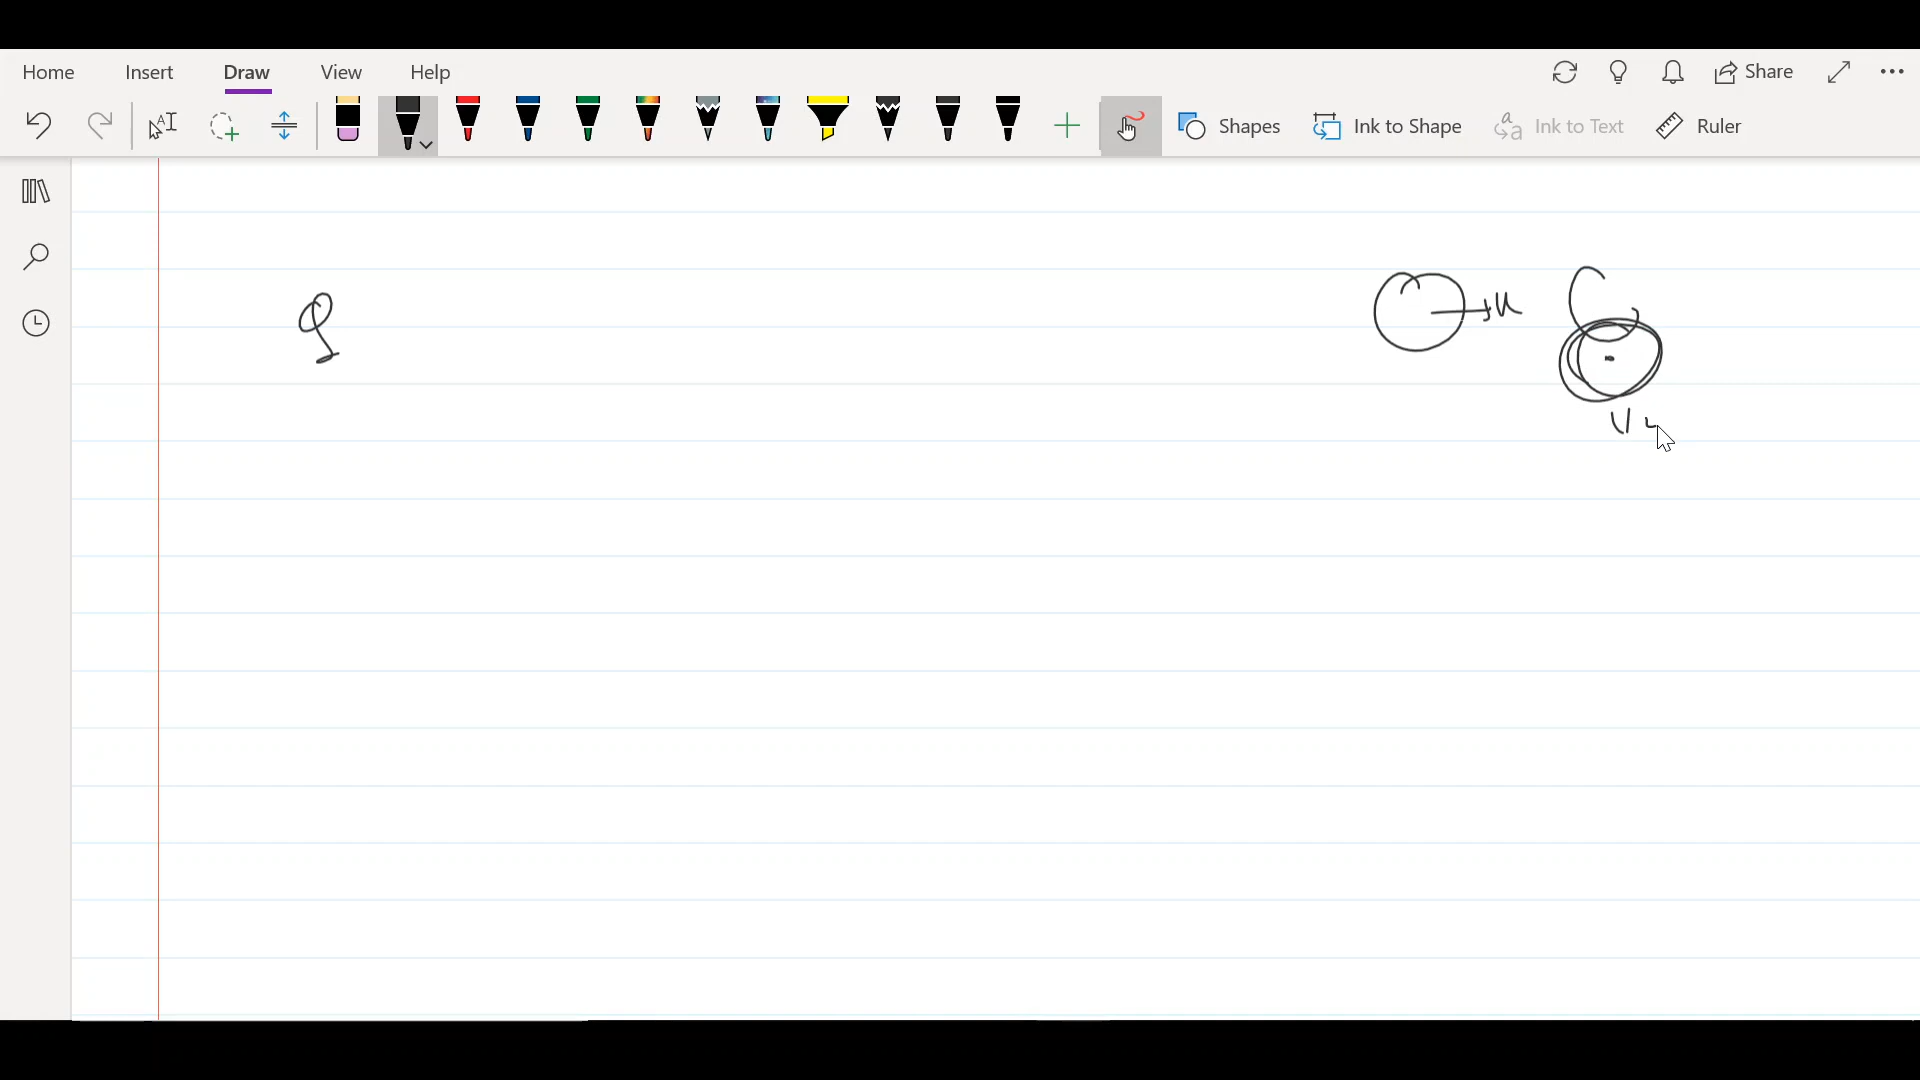 Home Insert Draw View Help Share
Shapes Ink to Shape Ink to Text Ruler
u